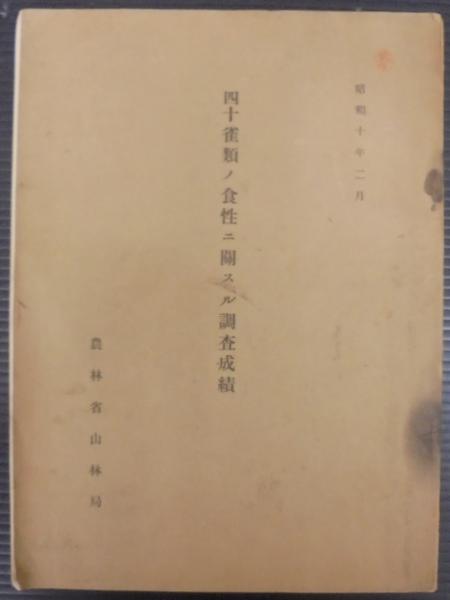 昭和十年二月
四十雀類ノ食性ニ關スル調査成績
農林省山林局